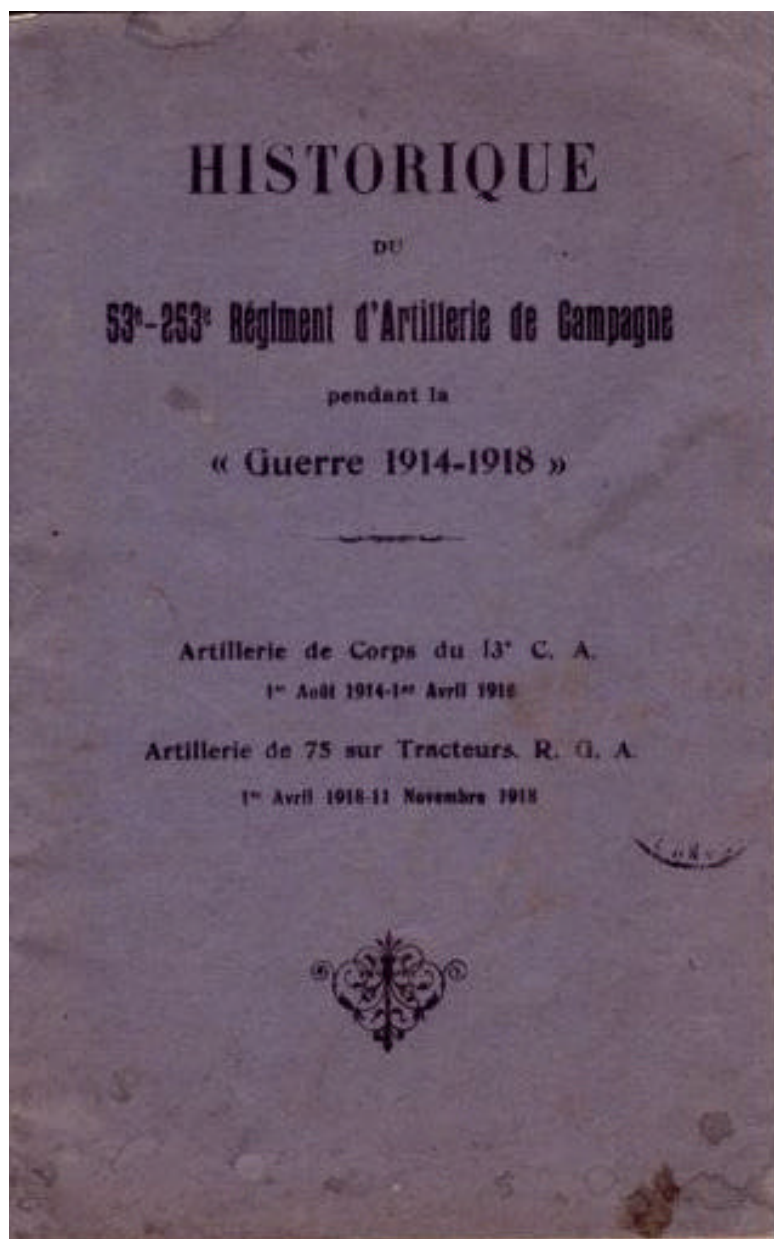 HISTORIQUE
DU
53ᵉ-253ᵉ Régiment d'Artillerie de Campagne
pendant la
« Guerre 1914-1918 »
Artillerie de Corps du 13ᵉ C. A.
1ᵉʳ Août 1914-1ᵉʳ Avril 1918
Artillerie de 75 sur Tracteurs. R. G. A.
1ᵉʳ Avril 1918-11 Novembre 1918